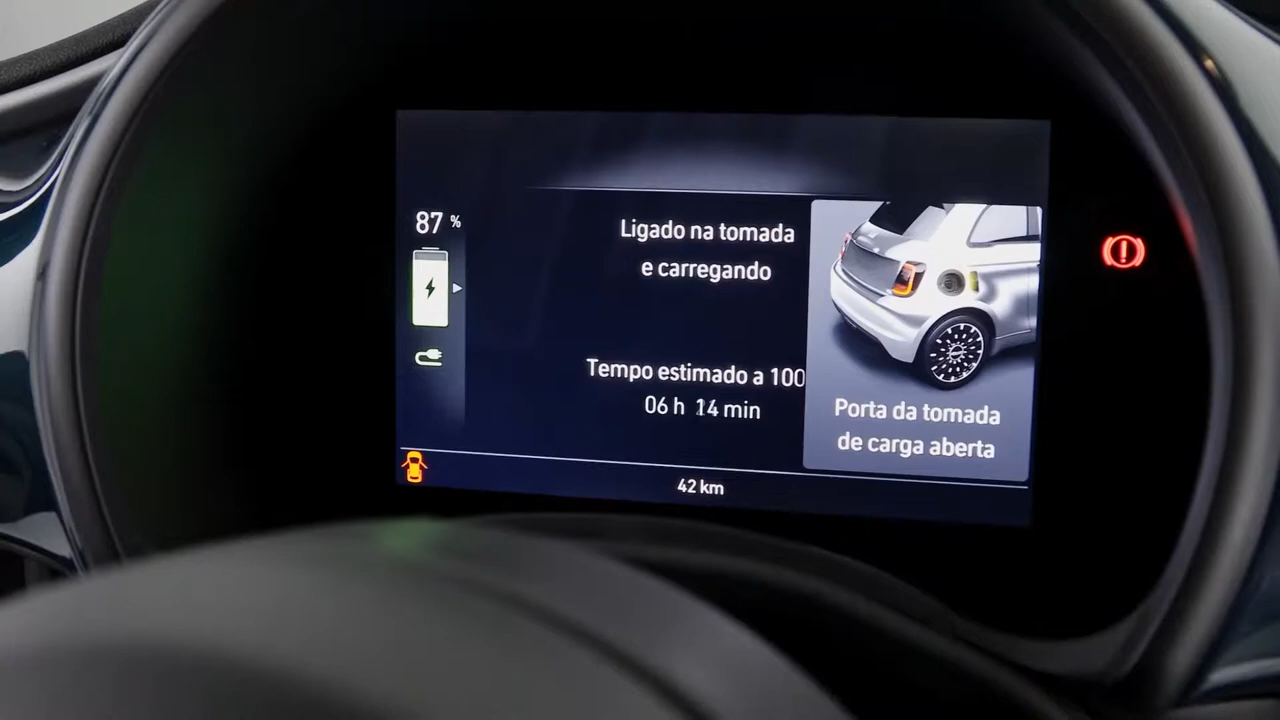 87 %
Ligado na tomada
e carregando
Tempo estimado a 100
06 h 14 min
Porta da tomada
de carga aberta
42 km